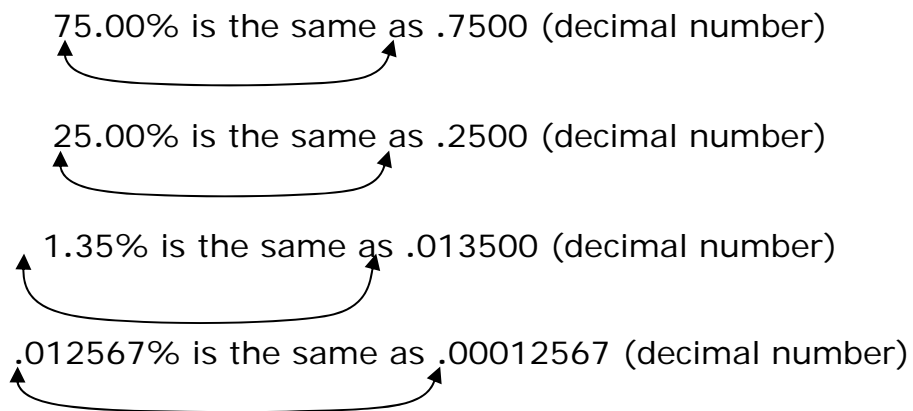 75.00% is the same as .7500 (decimal number)
25.00% is the same as .2500 (decimal number)
1.35% is the same as .013500 (decimal number)
.012567% is the same as .00012567 (decimal number)